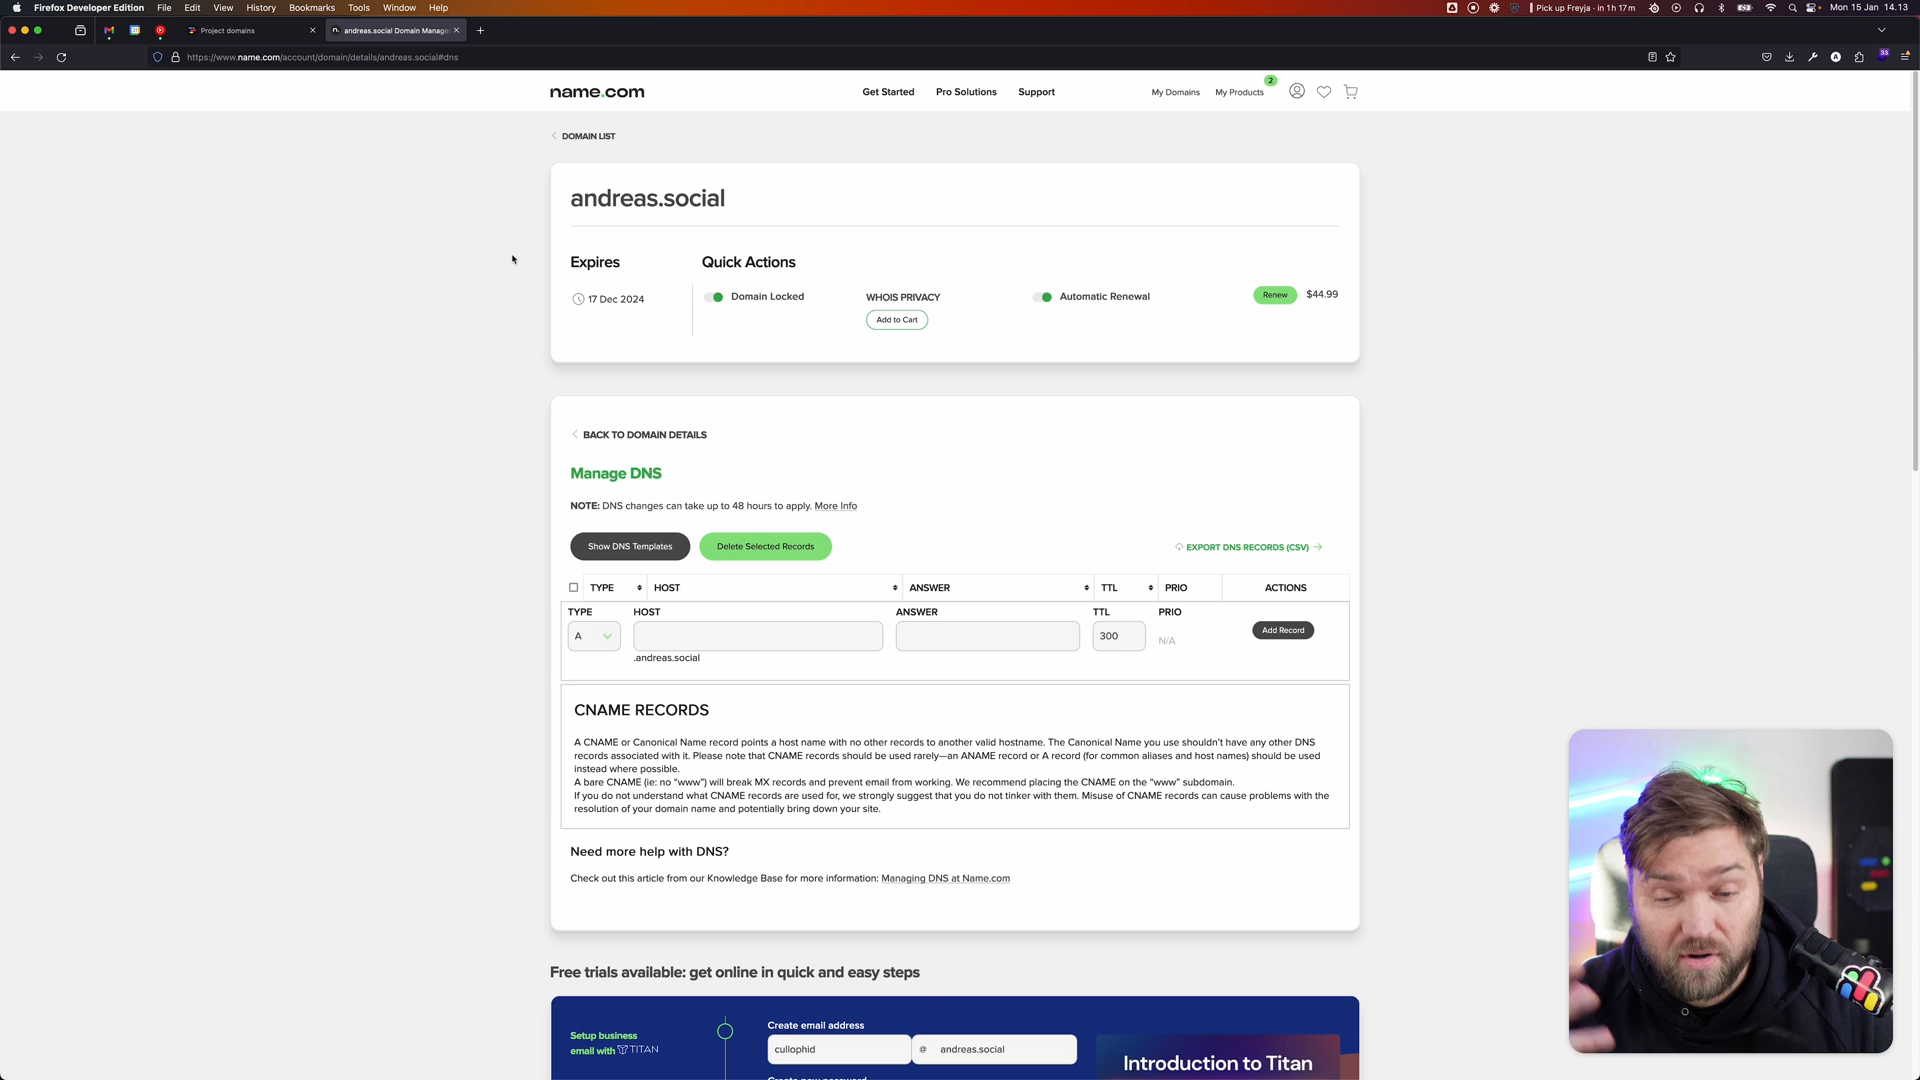 Firefox Developer Edition File Edit View History Bookmarks Tools Window Help
Pick up Freyja · in 1 h 17 m
Mon 15 Jan 14.13
Project domains
andreas.social Domain Manage
https://www.name.com/account/domain/details/andreas.social#dns
33
name.com
Get Started
Pro Solutions
Support
My Domains
My Products
2
DOMAIN LIST
andreas.social
Expires
Quick Actions
17 Dec 2024
Domain Locked
WHOIS PRIVACY
Add to Cart
Automatic Renewal
Renew
$44.99
BACK TO DOMAIN DETAILS
Manage DNS
NOTE: DNS changes can take up to 48 hours to apply. More Info
Show DNS Templates
Delete Selected Records
EXPORT DNS RECORDS (CSV)
TYPE HOST ANSWER TTL PRIO ACTIONS
TYPE HOST ANSWER TTL PRIO
A
300
N/A
Add Record
.andreas.social
CNAME RECORDS
A CNAME or Canonical Name record points a host name with no other records to another valid hostname. The Canonical Name you use shouldn't have any other DNS
records associated with it. Please note that CNAME records should be used rarely—an ANAME record or A record (for common aliases and host names) should be used
instead where possible.
A bare CNAME (ie: no "www") will break MX records and prevent email from working. We recommend placing the CNAME on the "www" subdomain.
If you do not understand what CNAME records are used for, we strongly suggest that you do not tinker with them. Misuse of CNAME records can cause problems with the
resolution of your domain name and potentially bring down your site.
Need more help with DNS?
Check out this article from our Knowledge Base for more information: Managing DNS at Name.com
Free trials available: get online in quick and easy steps
Setup business
email with TITAN
Create email address
cullophid
@ andreas.social
Introduction to Titan